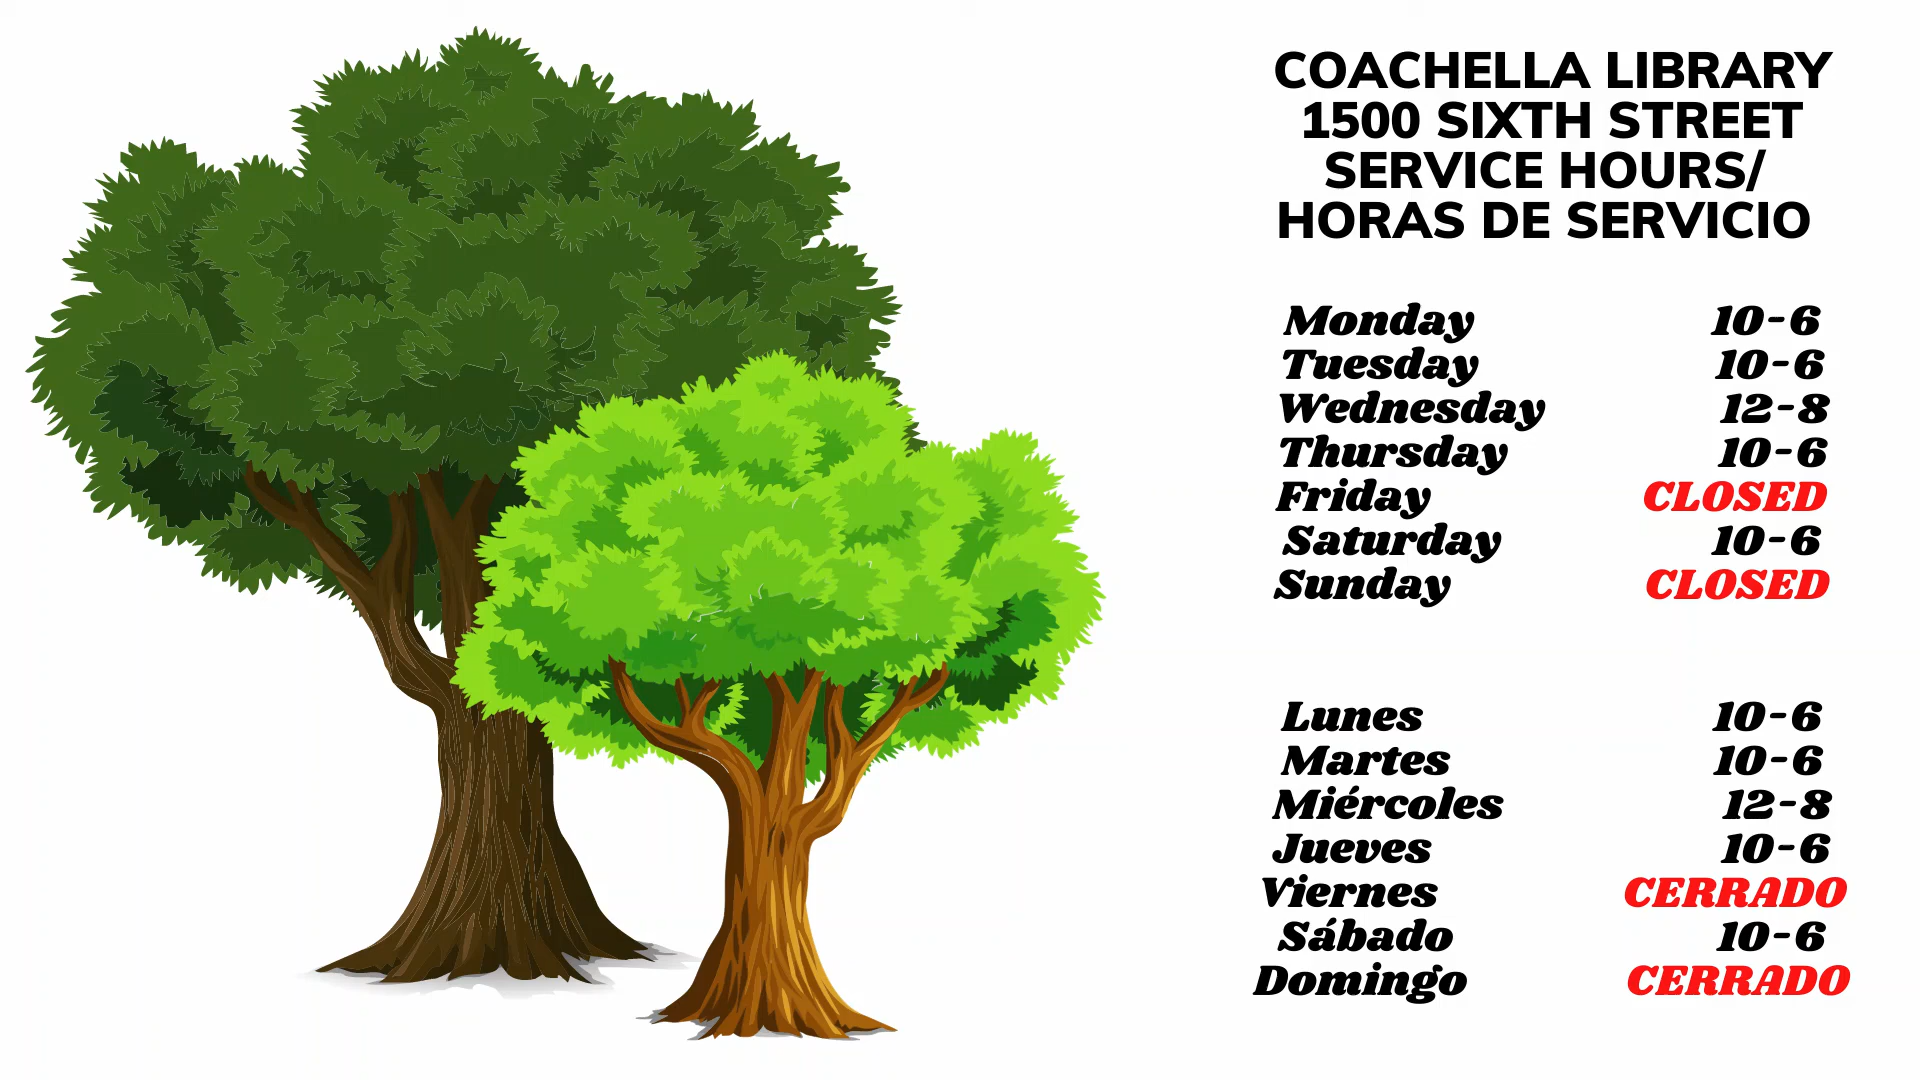 COACHELLA LIBRARY
1500 SIXTH STREET
SERVICE HOURS/
HORAS DE SERVICIO
Monday 10-6
Tuesday 10-6
Wednesday 12-8
Thursday 10-6
Friday CLOSED
Saturday 10-6
Sunday CLOSED
Lunes 10-6
Martes 10-6
Miércoles 12-8
Jueves 10-6
Viernes CERRADO
Sábado 10-6
Domingo CERRADO